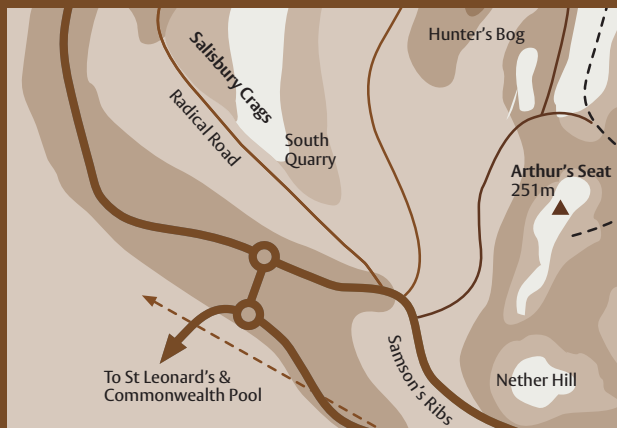 Hunter's Bog
Salisbury Crags
Radical Road
South
Quarry
Arthur's Seat
251m
Samson's Ribs
Nether Hill
To St Leonard's &
Commonwealth Pool